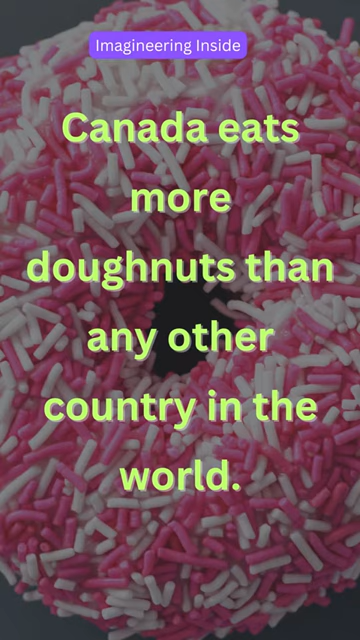 Imagineering Inside
Canada eats
more
doughnuts than
any other
country in the
world.